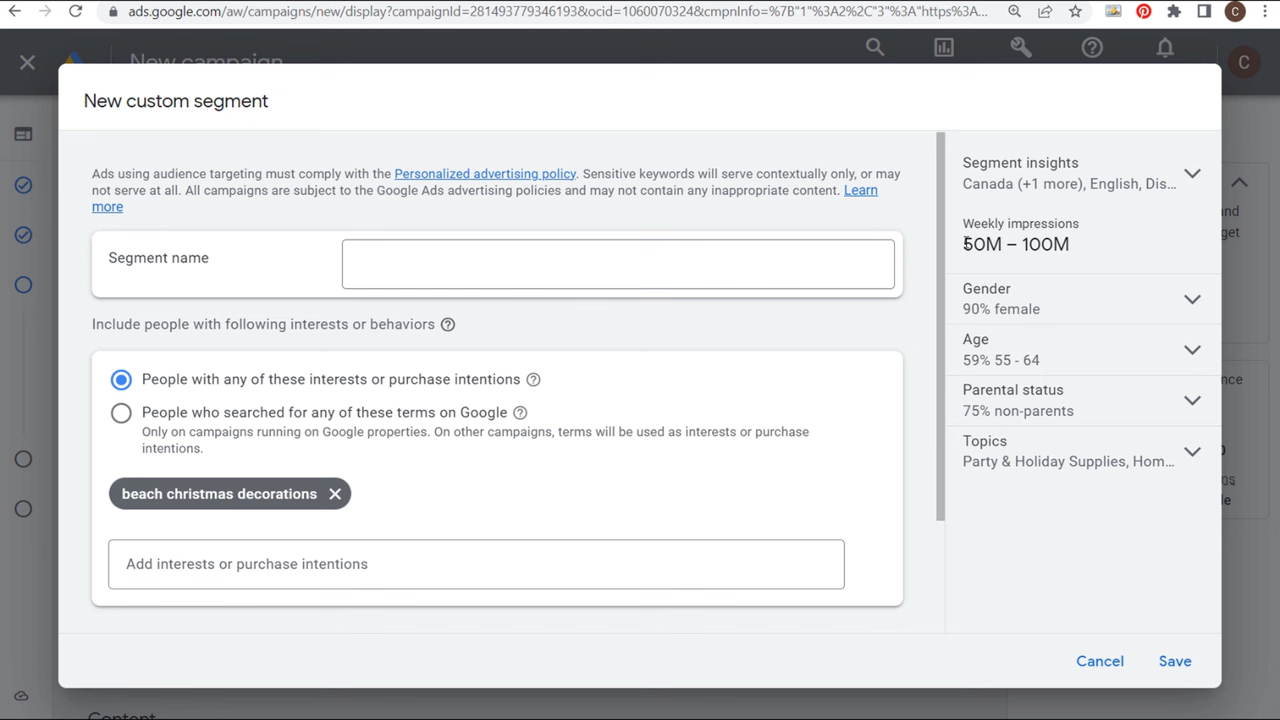 ads.google.com/aw/campaigns/new/display?campaignId=281493779346193&ocid=1060070324&cmpnInfo=%7B"1"%3A2%2C"3"%3A"https%3A...
C
New campaign
C
New custom segment
Ads using audience targeting must comply with the Personalized advertising policy. Sensitive keywords will serve contextually only, or may
not serve at all. All campaigns are subject to the Google Ads advertising policies and may not contain any inappropriate content. Learn
more
Segment name
Include people with following interests or behaviors
People with any of these interests or purchase intentions
People who searched for any of these terms on Google
Only on campaigns running on Google properties. On other campaigns, terms will be used as interests or purchase
intentions.
beach christmas decorations
Add interests or purchase intentions
Segment insights
Canada (+1 more), English, Dis...
Weekly impressions
50M – 100M
Gender
90% female
Age
59% 55 - 64
Parental status
75% non-parents
Topics
Party & Holiday Supplies, Hom...
Cancel
Save
Content